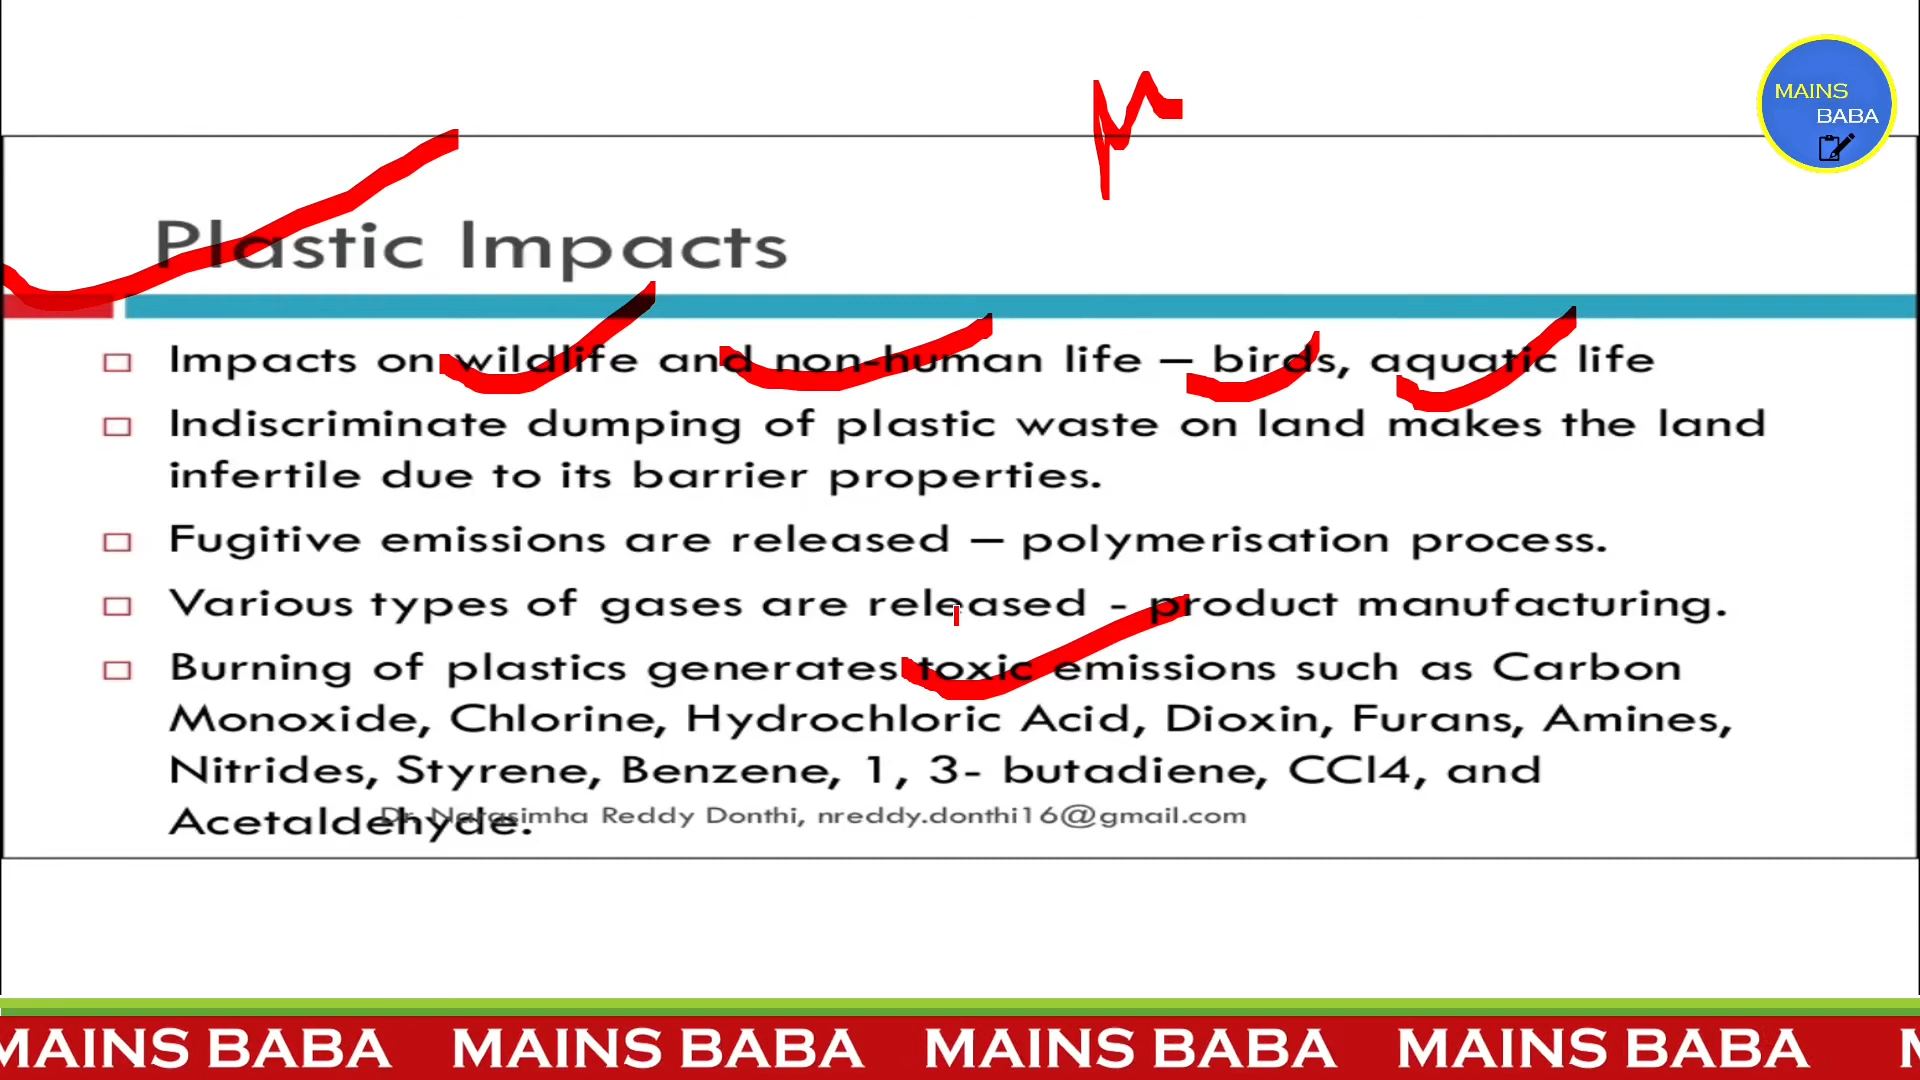 MAINS
BABA
Plastic Impacts
Impacts on wildlife and non-human life – birds, aquatic life
Indiscriminate dumping of plastic waste on land makes the land
infertile due to its barrier properties.
Fugitive emissions are released – polymerisation process.
Various types of gases are released - product manufacturing.
Burning of plastics generates toxic emissions such as Carbon
Monoxide, Chlorine, Hydrochloric Acid, Dioxin, Furans, Amines,
Nitrides, Styrene, Benzene, 1, 3- butadiene, CCl4, and
Acetaldehyde.
Dr. Narasimha Reddy Donthi, nreddy.donthi16@gmail.com
MAINS BABA MAINS BABA MAINS BABA MAINS BABA M